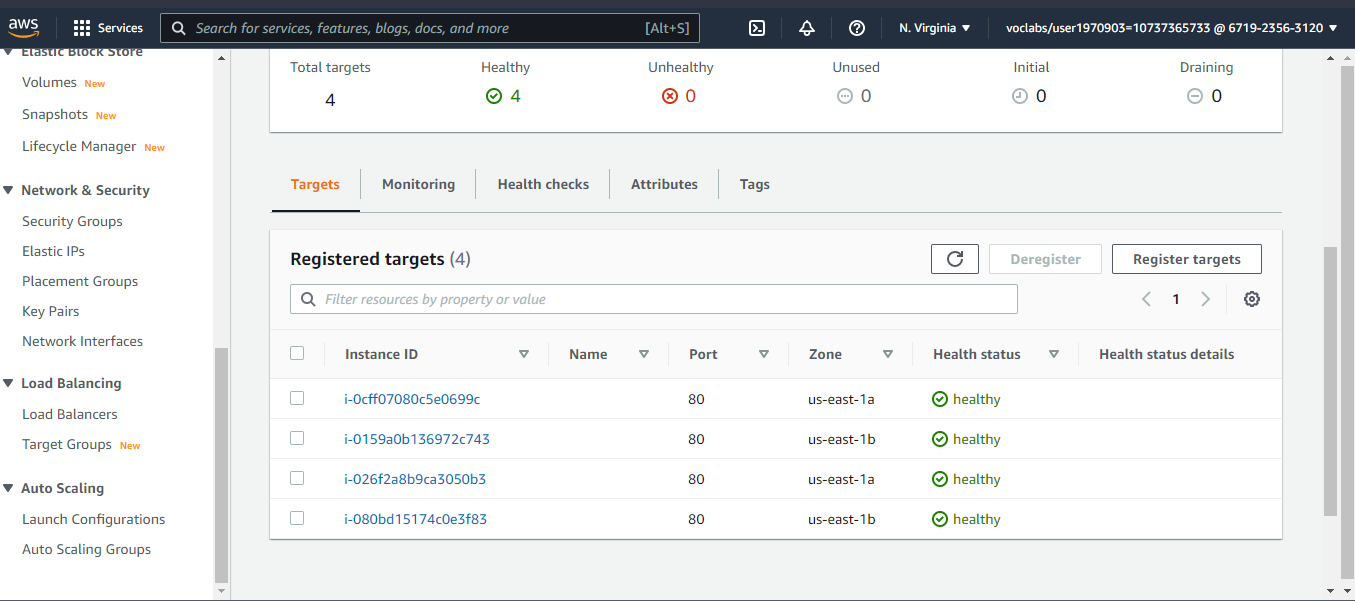 aws Services Search for services, features, blogs, docs, and more [Alt+S] N. Virginia voclabs/user1970903=10737365733 @ 6719-2356-3120
Elastic Block Store
Volumes New
Snapshots New
Lifecycle Manager New
Network & Security
Security Groups
Elastic IPs
Placement Groups
Key Pairs
Network Interfaces
Load Balancing
Load Balancers
Target Groups New
Auto Scaling
Launch Configurations
Auto Scaling Groups
Total targets Healthy Unhealthy Unused Initial Draining
4 4 0 0 0 0
Targets Monitoring Health checks Attributes Tags
Registered targets (4) Deregister Register targets
Filter resources by property or value 1
Instance ID Name Port Zone Health status Health status details
i-0cff07080c5e0699c 80 us-east-1a healthy
i-0159a0b136972c743 80 us-east-1b healthy
i-026f2a8b9ca3050b3 80 us-east-1a healthy
i-080bd15174c0e3f83 80 us-east-1b healthy